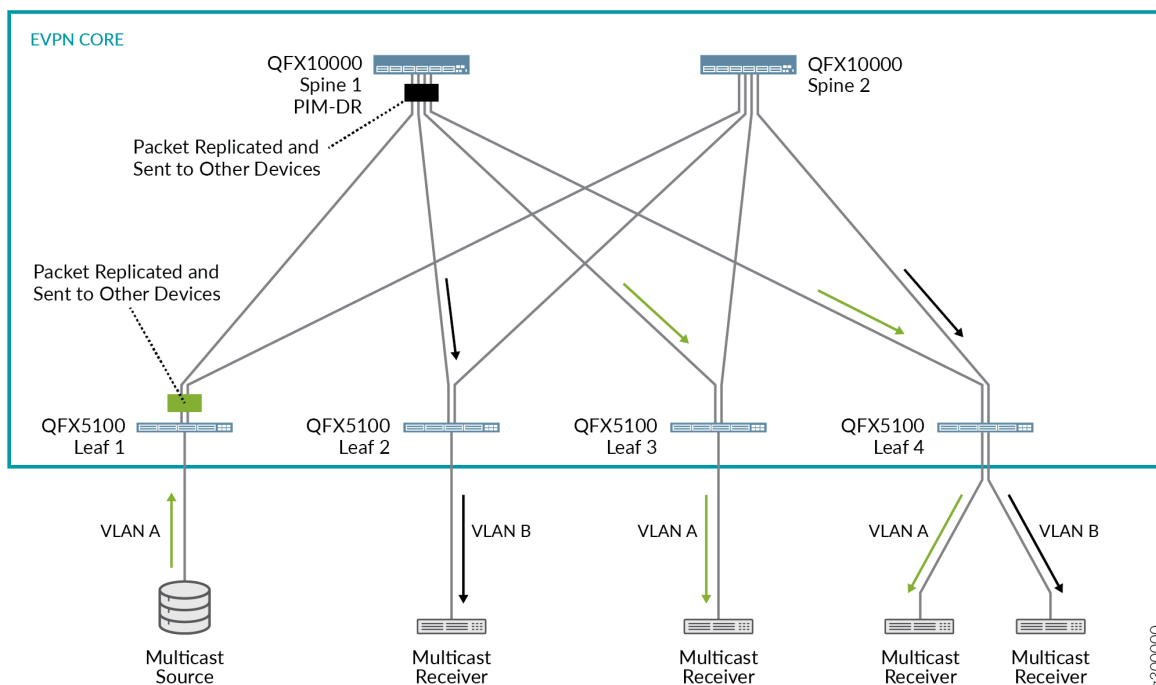 EVPN CORE
QFX10000
Spine 1
PIM-DR
QFX10000
Spine 2
Packet Replicated and
Sent to Other Devices
Packet Replicated and
Sent to Other Devices
QFX5100
Leaf 1
QFX5100
Leaf 2
QFX5100
Leaf 3
QFX5100
Leaf 4
VLAN A
VLAN B
VLAN A
VLAN A
VLAN B
Multicast
Source
Multicast
Receiver
Multicast
Receiver
Multicast
Receiver
Multicast
Receiver